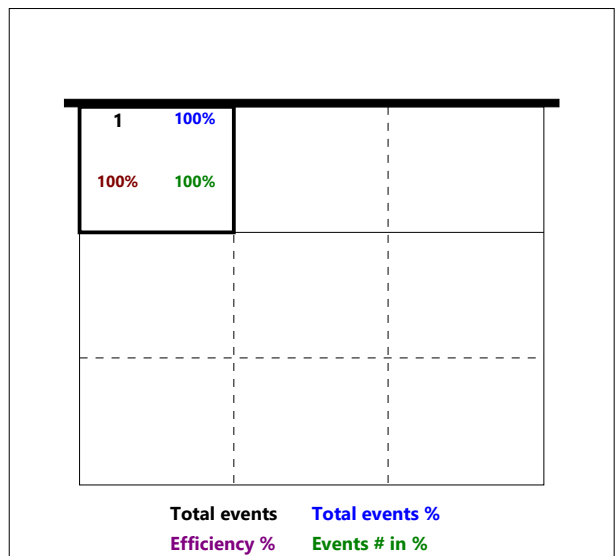 1 100%
100% 100%
Total events Total events %
Efficiency % Events # in %